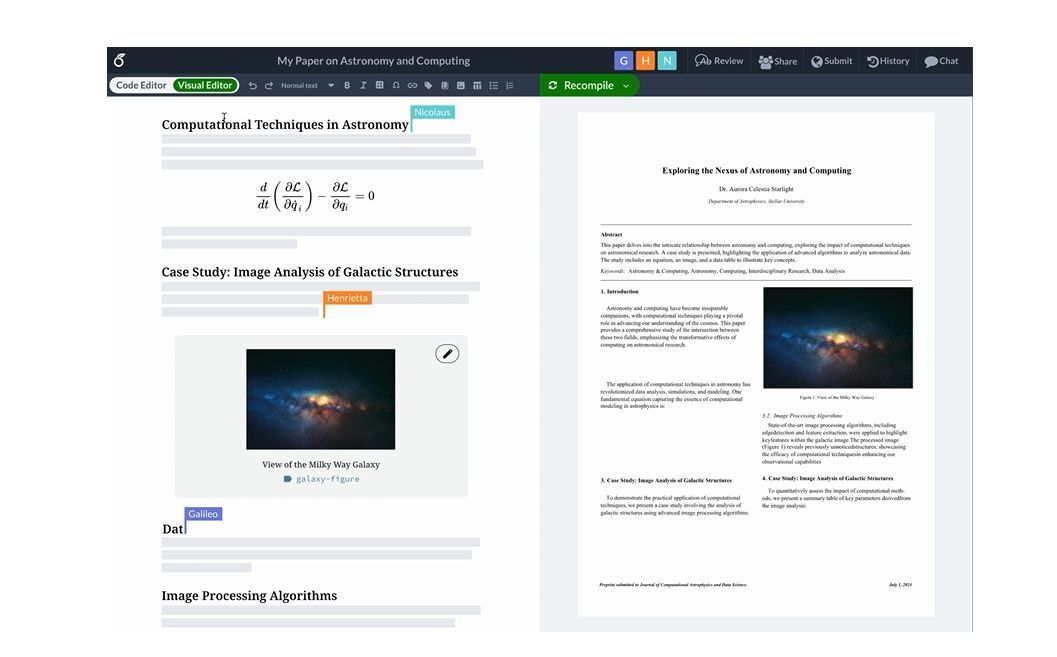 My Paper on Astronomy and Computing
G H N
Review
Share
Submit
History
Chat
Code Editor
Visual Editor
Normal text
B I Ω
Recompile
Nicolaus
Computational Techniques in Astronomy
d/dt (∂ℒ/∂q̇ᵢ) − ∂ℒ/∂qᵢ = 0
Case Study: Image Analysis of Galactic Structures
Henrietta
View of the Milky Way Galaxy
galaxy-figure
Galileo
Dat
Image Processing Algorithms
Exploring the Nexus of Astronomy and Computing
Dr. Aurora Celestia Starlight
Department of Astrophysics, Stellar University
Abstract
This paper delves into the intricate relationship between astronomy and computing, exploring the impact of computational techniques
on astronomical research. A case study is presented, highlighting the application of advanced algorithms to analyze astronomical data.
The study includes an equation, an image, and a data table to illustrate key concepts.
Keywords: Astronomy & Computing, Astronomy, Computing, Interdisciplinary Research, Data Analysis
1. Introduction
Astronomy and computing have become inseparable
companions, with computational techniques playing a pivotal
role in advancing our understanding of the cosmos. This paper
provides a comprehensive study of the intersection between
these two fields, emphasizing the transformative effects of
computing on astronomical research.
The application of computational techniques in astronomy has
revolutionized data analysis, simulations, and modeling. One
fundamental equation capturing the essence of computational
modeling in astrophysics is:
3. Case Study: Image Analysis of Galactic Structures
To demonstrate the practical application of computational
techniques, we present a case study involving the analysis of
galactic structures using advanced image processing algorithms.
Figure 1: View of the Milky Way Galaxy
3.2. Image Processing Algorithms
State-of-the-art image processing algorithms, including
edgedetection and feature extraction, were applied to highlight
keyfeatures within the galactic image.The processed image
(Figure 1) reveals previously unnoticedstructures, showcasing
the efficacy of computational techniquesin enhancing our
observational capabilities
4. Case Study: Image Analysis of Galactic Structures
To quantitatively assess the impact of computational meth-
ods, we present a summary table of key parameters derivedfrom
the image analysis:
Preprint submitted to Journal of Computational Astrophysics and Data Science
July 1, 2024